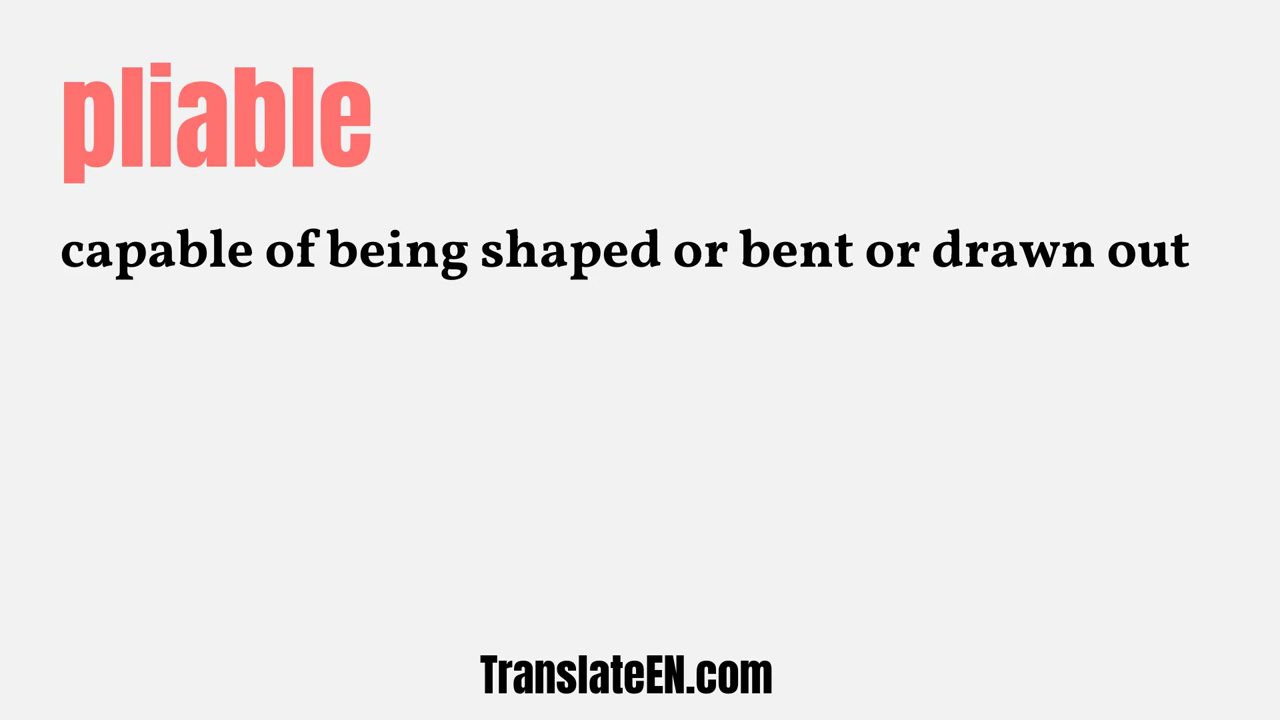 pliable
capable of being shaped or bent or drawn out
TranslateEN.com